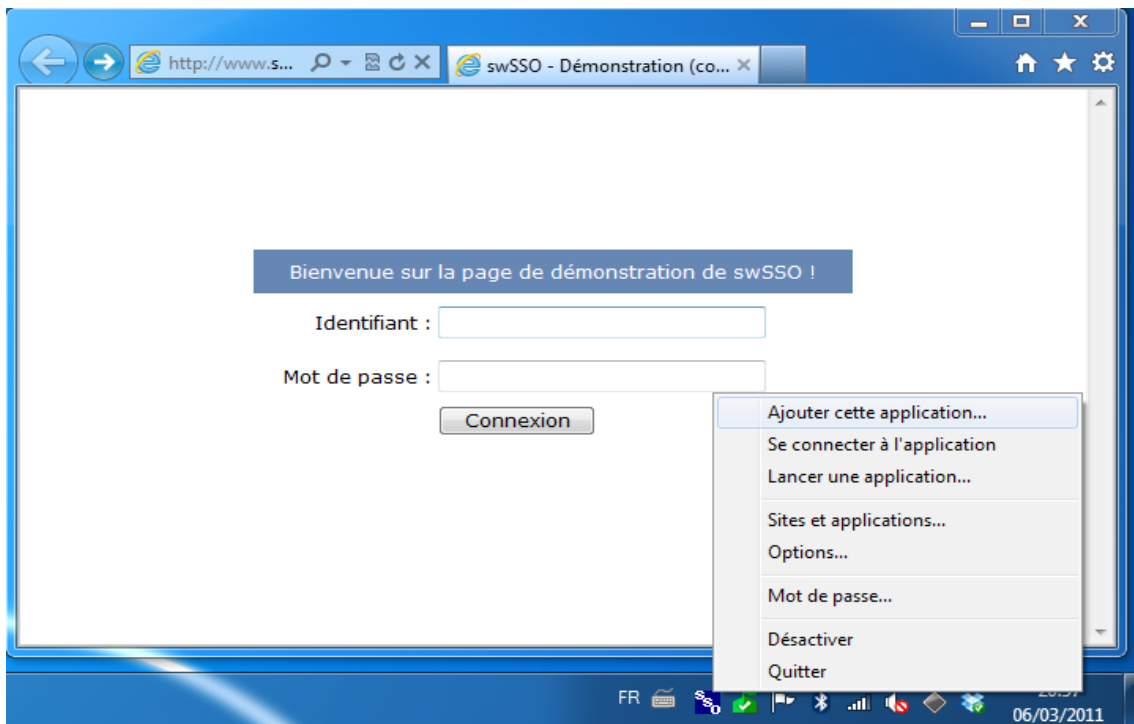 http://www.s...
swSSO - Démonstration (co...
Bienvenue sur la page de démonstration de swSSO !
Identifiant :
Mot de passe :
Connexion
Ajouter cette application...
Se connecter à l'application
Lancer une application...
Sites et applications...
Options...
Mot de passe...
Désactiver
Quitter
FR
SSO
06/03/2011